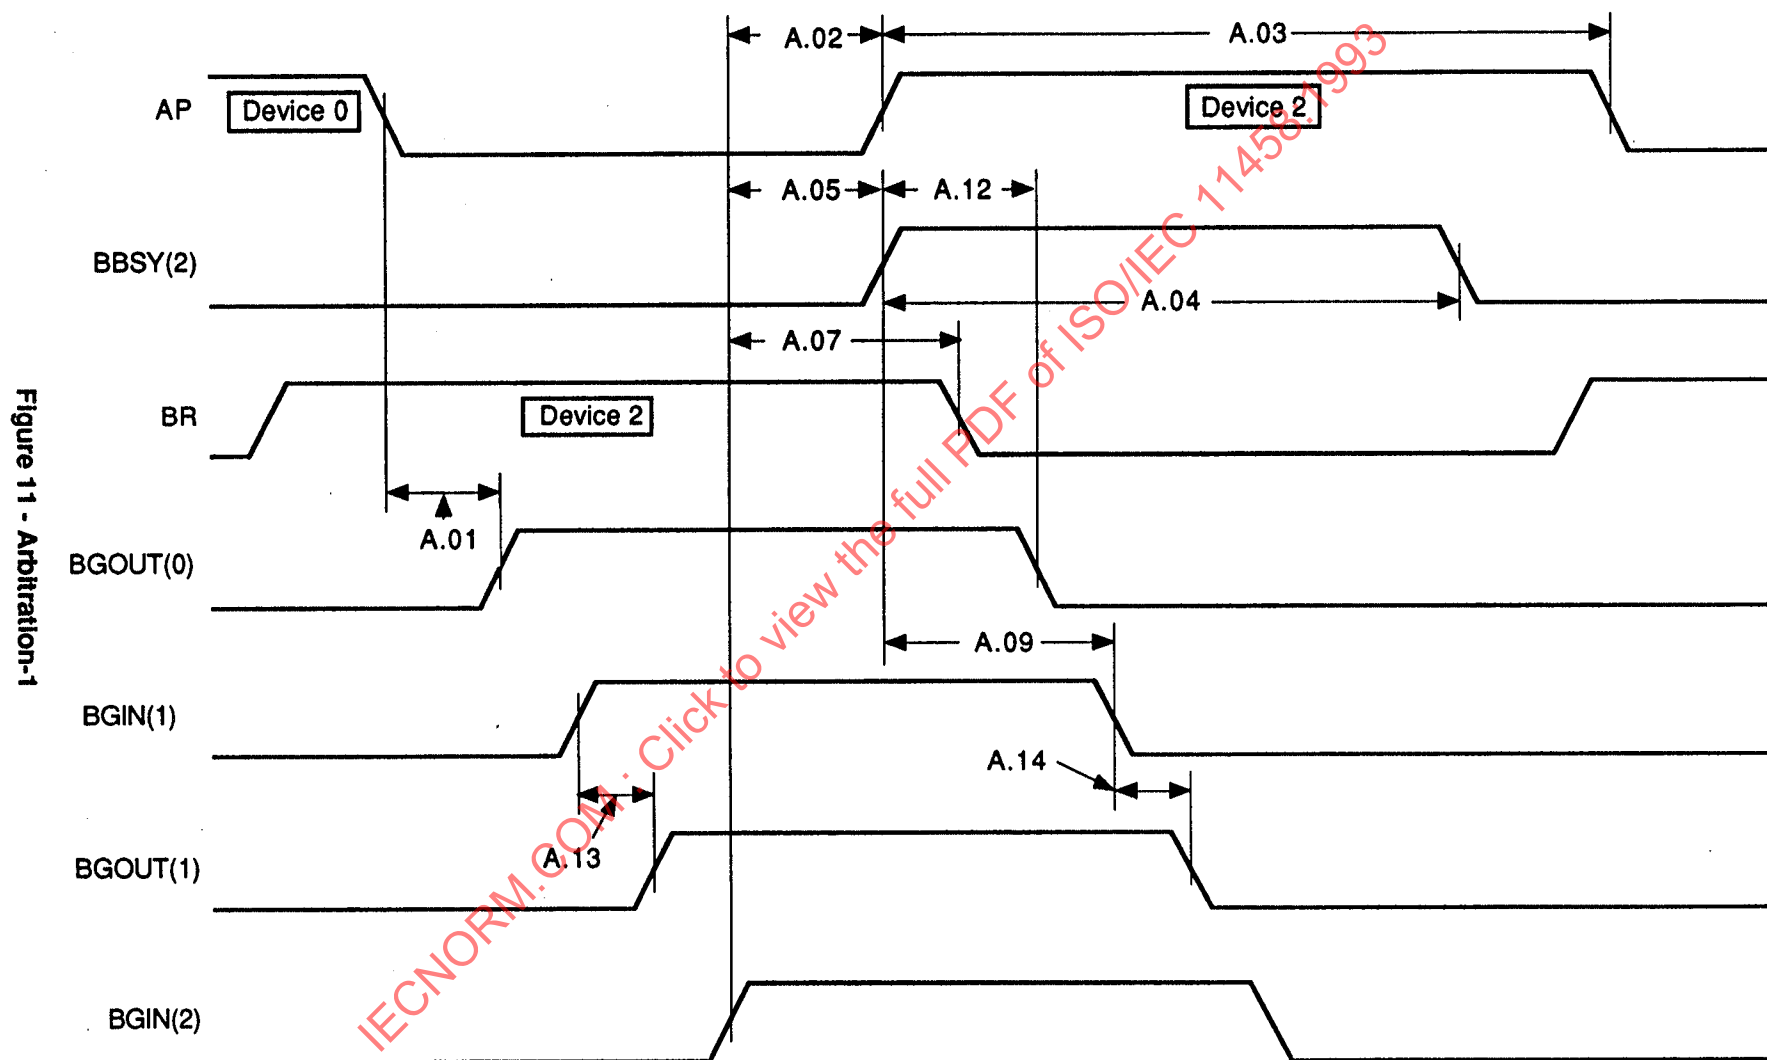 A.02
A.03
AP
Device 0
Device 2
A.05
A.12
BBSY(2)
A.04
A.07
BR
Device 2
A.01
BGOUT(0)
A.09
BGIN(1)
A.14
A.13
BGOUT(1)
BGIN(2)
Figure 11 - Arbitration-1
IECNORM.COM : Click to view the full PDF of ISO/IEC 11458:1993